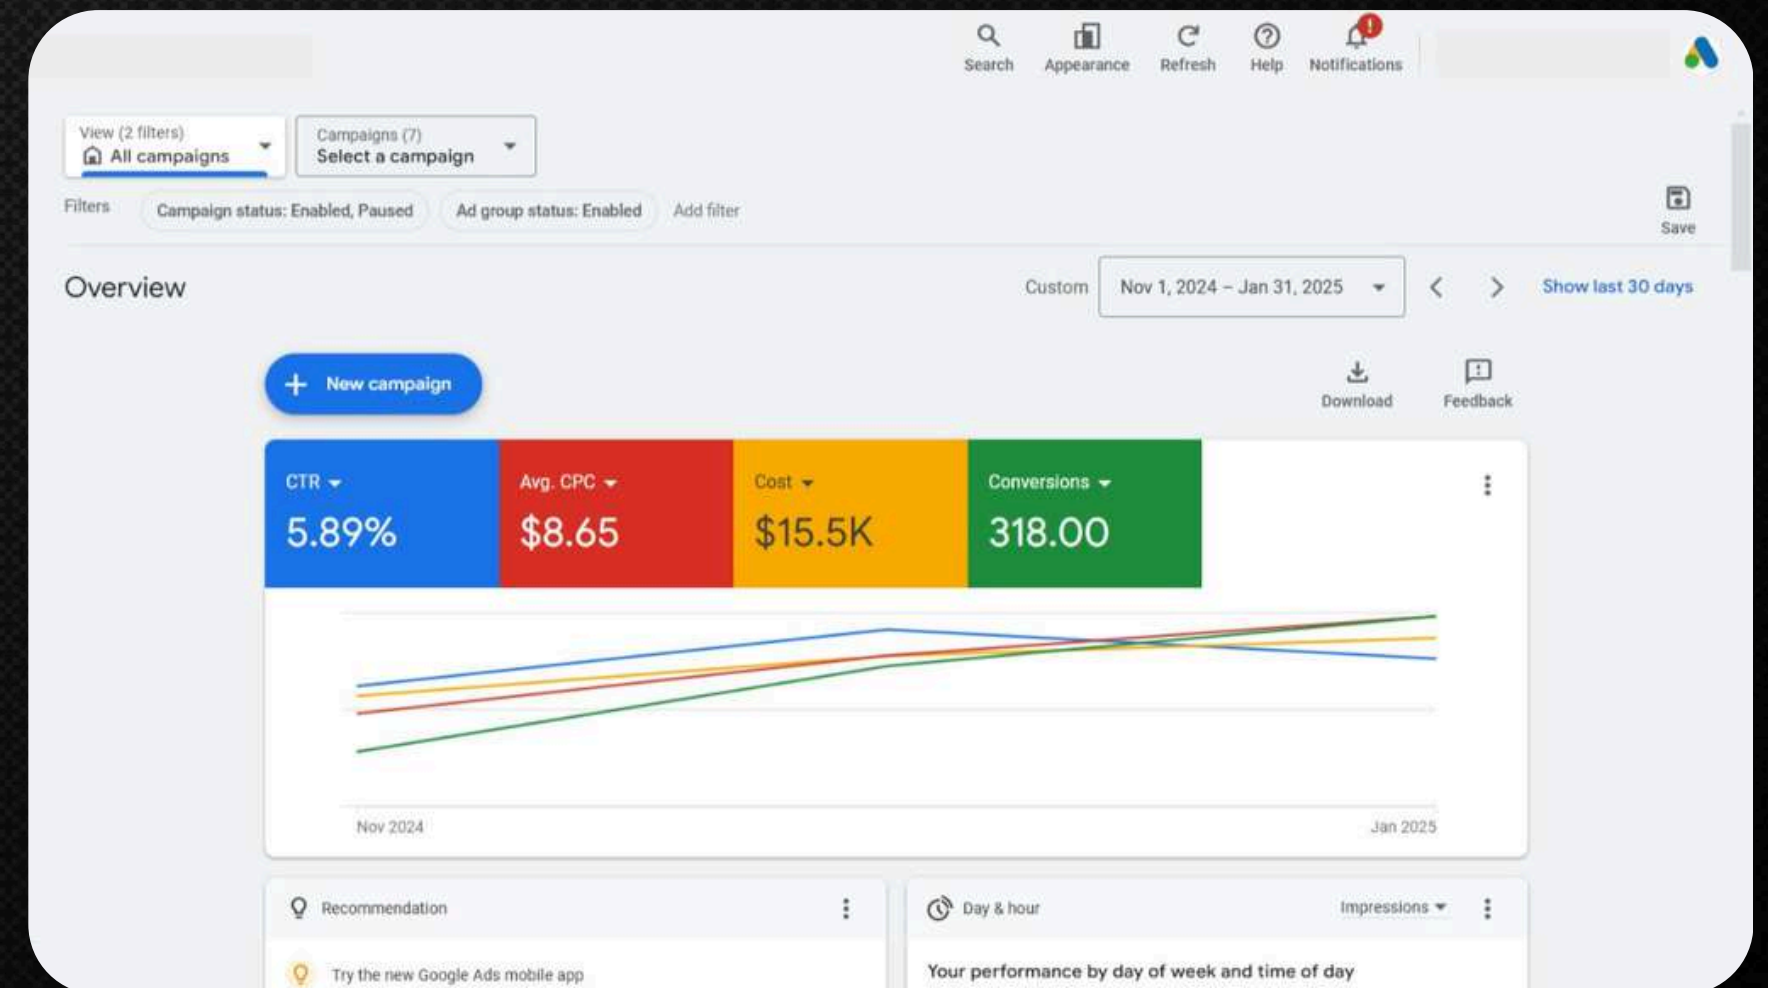 Search Appearance Refresh Help Notifications
View (2 filters)
All campaigns
Campaigns (7)
Select a campaign
Filters Campaign status: Enabled, Paused Ad group status: Enabled Add filter
Save
Overview Custom Nov 1, 2024 – Jan 31, 2025 Show last 30 days
New campaign
Download Feedback
CTR Avg. CPC Cost Conversions
5.89% $8.65 $15.5K 318.00
Nov 2024 Jan 2025
Recommendation
Try the new Google Ads mobile app
Day & hour Impressions
Your performance by day of week and time of day